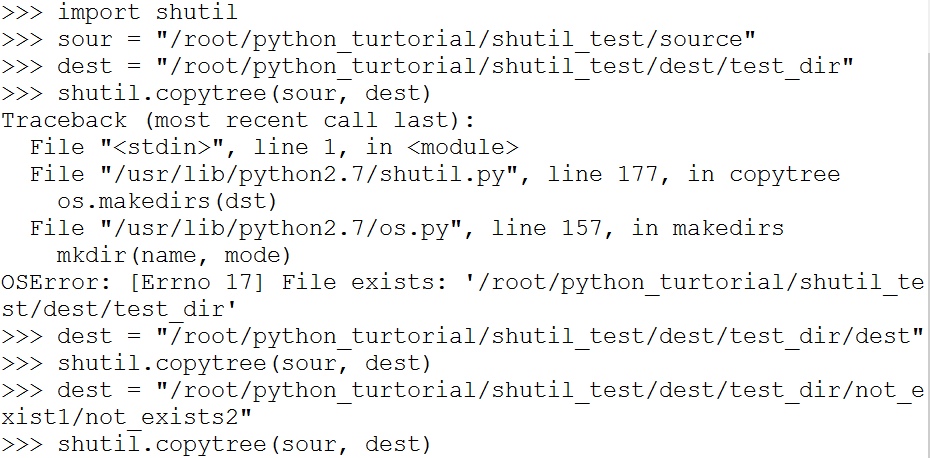 >>> import shutil
>>> sour = "/root/python_turtorial/shutil_test/source"
>>> dest = "/root/python_turtorial/shutil_test/dest/test_dir"
>>> shutil.copytree(sour, dest)
Traceback (most recent call last):
  File "<stdin>", line 1, in <module>
  File "/usr/lib/python2.7/shutil.py", line 177, in copytree
    os.makedirs(dst)
  File "/usr/lib/python2.7/os.py", line 157, in makedirs
    mkdir(name, mode)
OSError: [Errno 17] File exists: '/root/python_turtorial/shutil_te
st/dest/test_dir'
>>> dest = "/root/python_turtorial/shutil_test/dest/test_dir/dest"
>>> shutil.copytree(sour, dest)
>>> dest = "/root/python_turtorial/shutil_test/dest/test_dir/not_e
xist1/not_exists2"
>>> shutil.copytree(sour, dest)